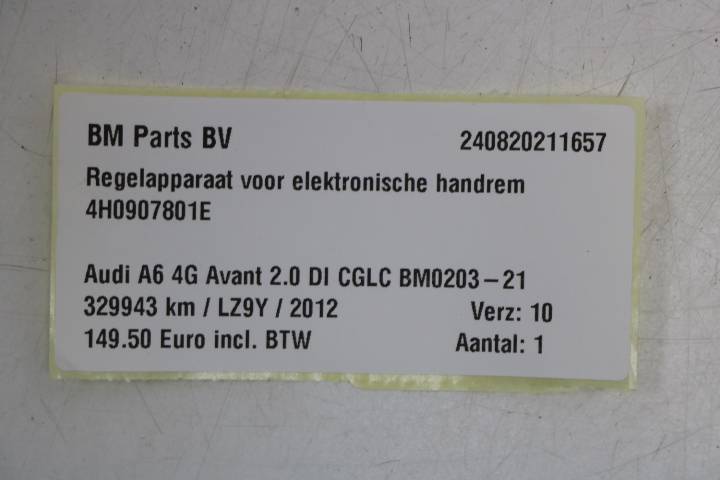 BM Parts BV 240820211657
Regelapparaat voor elektronische handrem
4H0907801E
Audi A6 4G Avant 2.0 DI CGLC BM0203-21
329943 km / LZ9Y / 2012 Verz: 10
149.50 Euro incl. BTW Aantal: 1